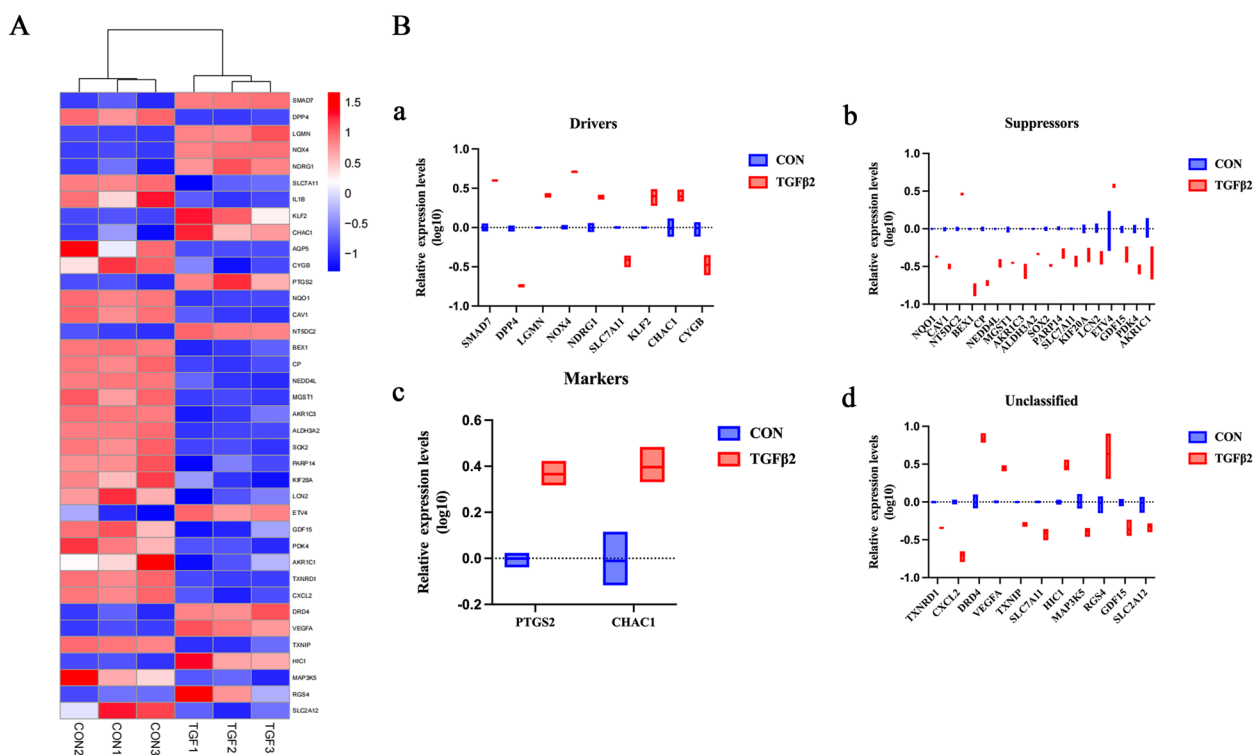 A
SMAD7
DPP4
LGMN
NOX4
NDRG1
SLC7A11
IL1B
KLF2
CHAC1
AQP5
CYGB
PTGS2
NQO1
CAV1
NT5DC2
BEX1
CP
NEDD4L
MGST1
AKR1C3
ALDH3A2
SOX2
PARP14
KIF20A
LCN2
ETV4
GDF15
PDK4
AKR1C1
TXNRD1
CXCL2
DRD4
VEGFA
TXNIP
HIC1
MAP3K5
RGS4
SLC2A12
CON2
CON1
CON3
TGF1
TGF2
TGF3
1.5
1
0.5
0
−0.5
−1
B
a
Drivers
Relative expression levels
(log10)
1.0
0.5
0.0
-0.5
-1.0
SMAD7
DPP4
LGMN
NOX4
NDRG1
SLC7A11
KLF2
CHAC1
CYGB
CON
TGFβ2
b
Suppressors
Relative expression levels
(log10)
1.0
0.5
0.0
-0.5
-1.0
NQO1
CAV1
NT5DC2
BEX1
CP
NEDD4L
MGST1
AKR1C3
ALDH3A2
SOX2
PARP14
SLC7A11
KIF20A
LCN2
ETV4
GDF15
PDK4
AKR1C1
CON
TGFβ2
c
Markers
Relative expression levels
(log10)
0.6
0.4
0.2
0.0
-0.2
PTGS2
CHAC1
CON
TGFβ2
d
Unclassified
Relative expression levels
(log10)
1.0
0.5
0.0
-0.5
-1.0
TXNRD1
CXCL2
DRD4
VEGFA
TXNIP
SLC7A11
HIC1
MAP3K5
RGS4
GDF15
SLC2A12
CON
TGFβ2